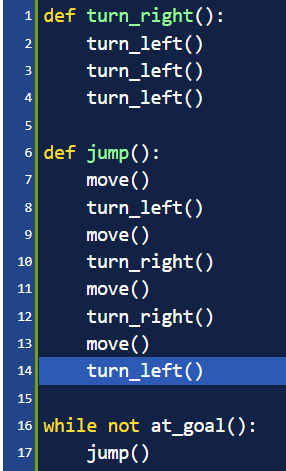 1 def turn_right():
2     turn_left()
3     turn_left()
4     turn_left()
5
6 def jump():
7     move()
8     turn_left()
9     move()
10     turn_right()
11     move()
12     turn_right()
13     move()
14     turn_left()
15
16 while not at_goal():
17     jump()